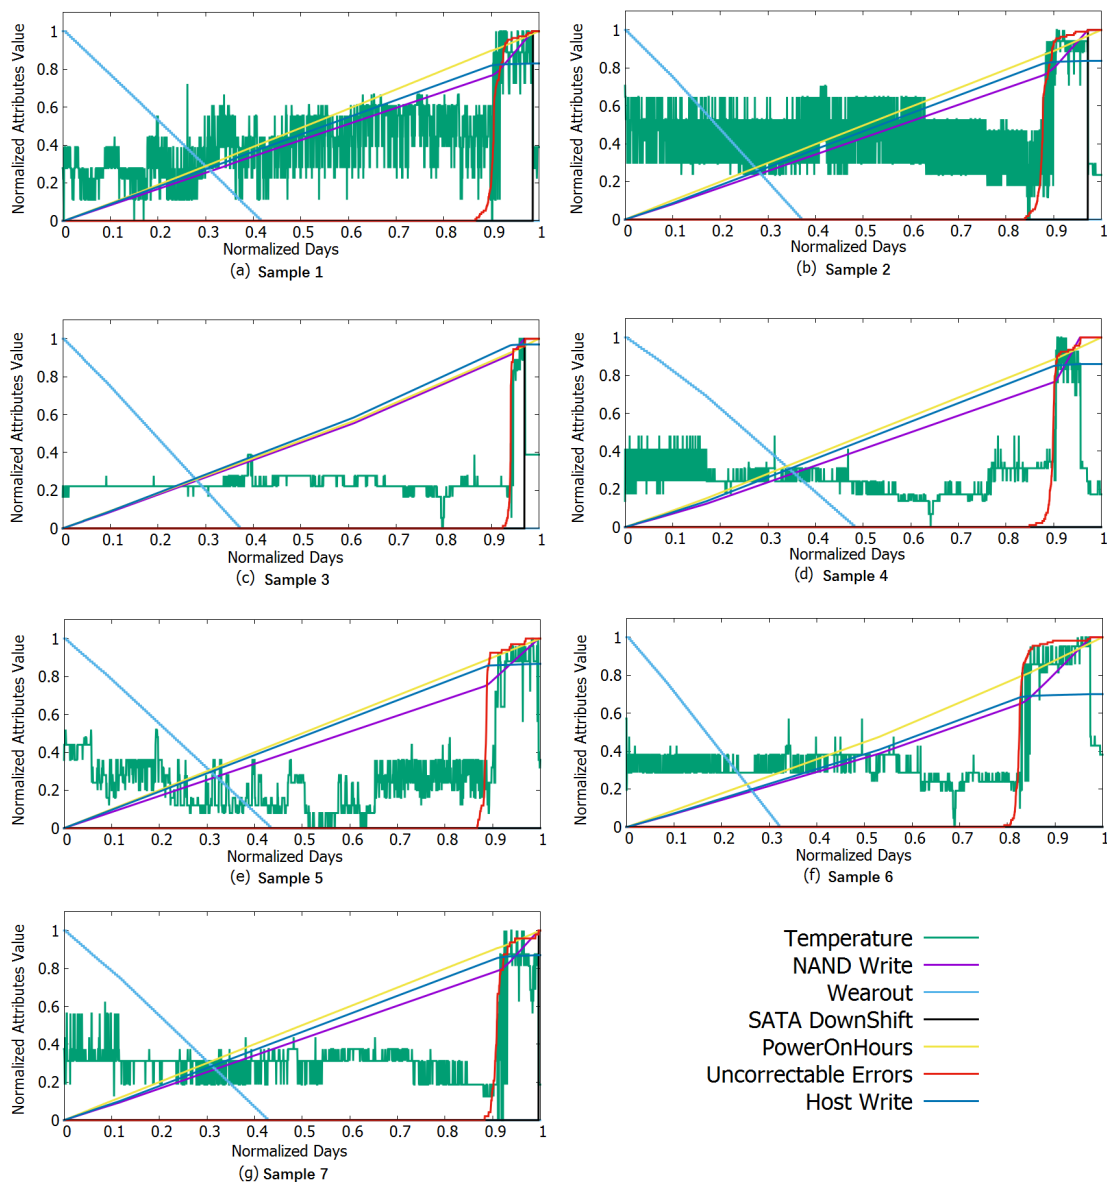 Normalized Attributes Value
1
0.8
0.6
0.4
0.2
0
0 0.1 0.2 0.3 0.4 0.5 0.6 0.7 0.8 0.9 1
Normalized Days
(a) Sample 1
Normalized Attributes Value
1
0.8
0.6
0.4
0.2
0
0 0.1 0.2 0.3 0.4 0.5 0.6 0.7 0.8 0.9 1
Normalized Days
(b) Sample 2
Normalized Attributes Value
1
0.8
0.6
0.4
0.2
0
0 0.1 0.2 0.3 0.4 0.5 0.6 0.7 0.8 0.9 1
Normalized Days
(c) Sample 3
Normalized Attributes Value
1
0.8
0.6
0.4
0.2
0
0 0.1 0.2 0.3 0.4 0.5 0.6 0.7 0.8 0.9 1
Normalized Days
(d) Sample 4
Normalized Attributes Value
1
0.8
0.6
0.4
0.2
0
0 0.1 0.2 0.3 0.4 0.5 0.6 0.7 0.8 0.9 1
Normalized Days
(e) Sample 5
Normalized Attributes Value
1
0.8
0.6
0.4
0.2
0
0 0.1 0.2 0.3 0.4 0.5 0.6 0.7 0.8 0.9 1
Normalized Days
(f) Sample 6
Normalized Attributes Value
1
0.8
0.6
0.4
0.2
0
0 0.1 0.2 0.3 0.4 0.5 0.6 0.7 0.8 0.9 1
Normalized Days
(g) Sample 7
Temperature
NAND Write
Wearout
SATA DownShift
PowerOnHours
Uncorrectable Errors
Host Write